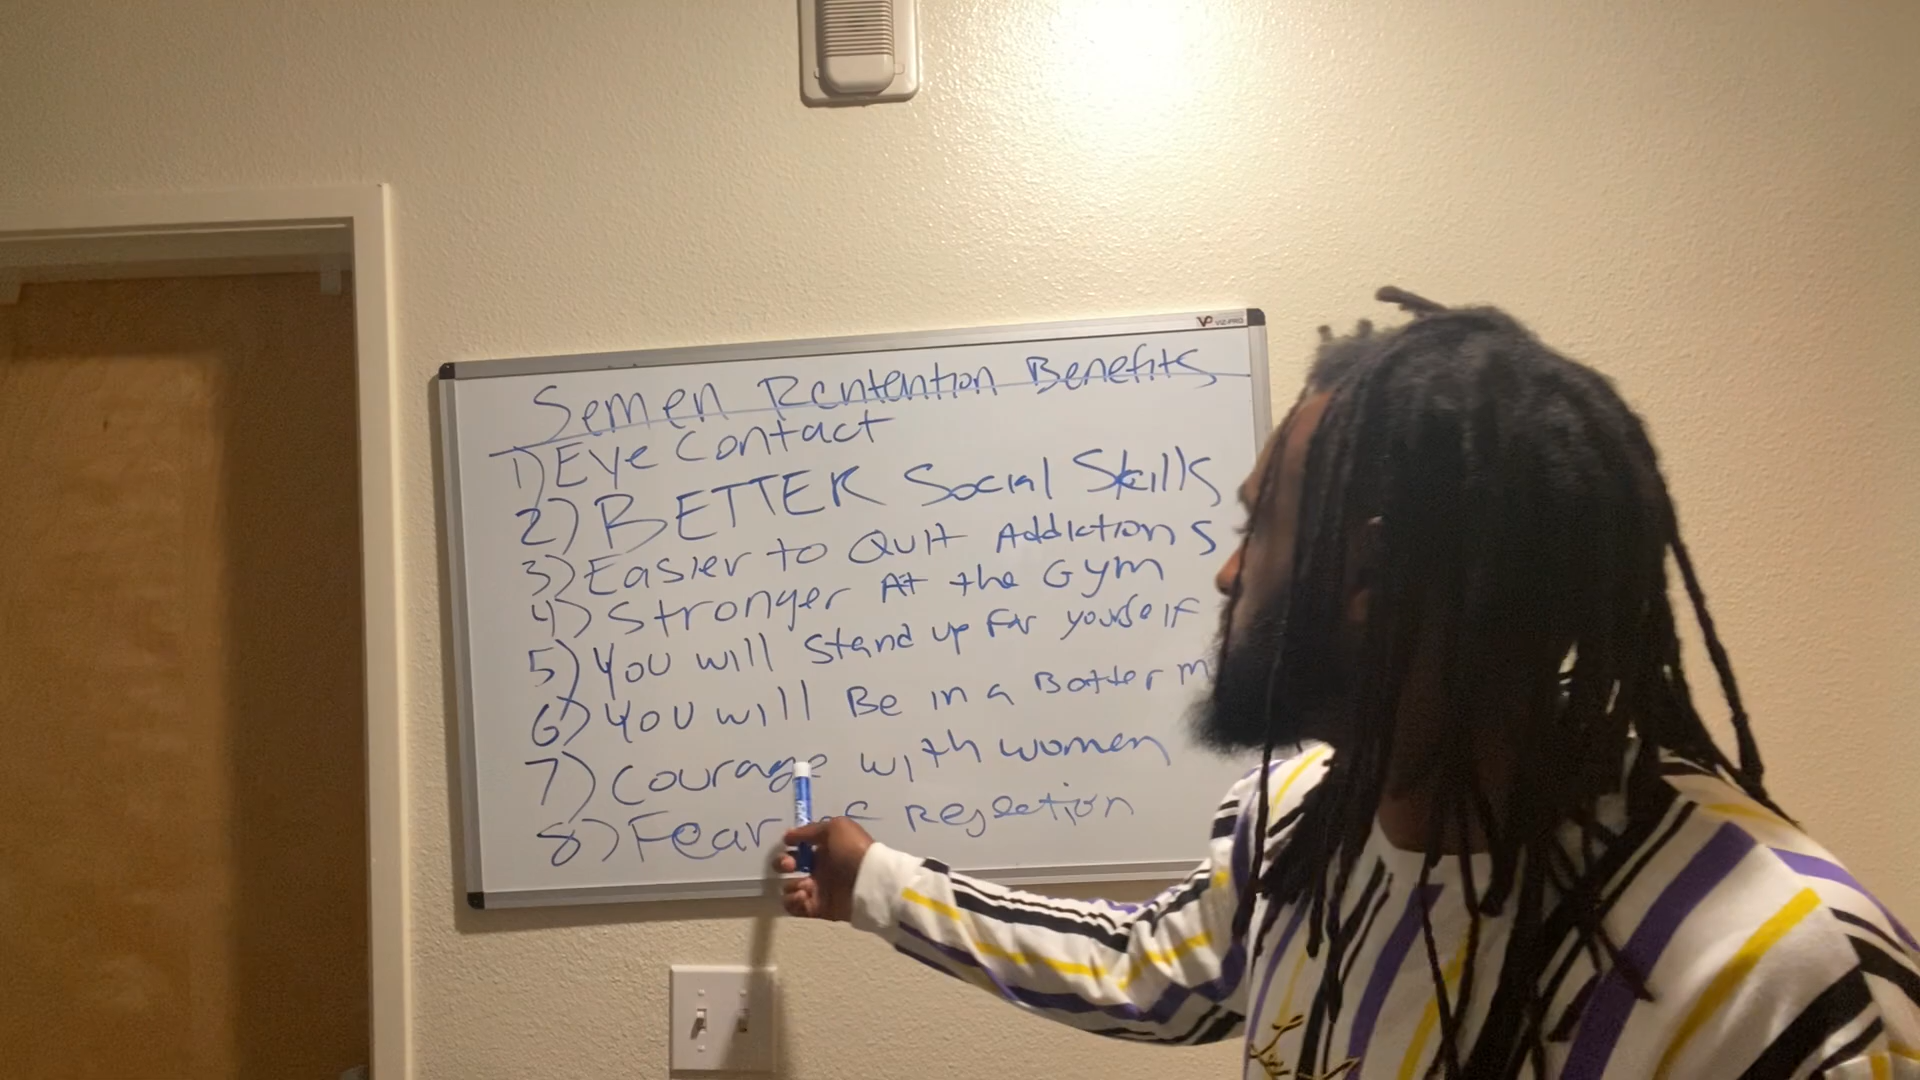 VIZ-PRO
Semen Rentention Benefits
1) Eye Contact
2) BETTER Social Skills
3) Easier to Quit Addictions
4) Stronger At the Gym
5) You will Stand up For yourself
6) You will Be in a Better m
7) Courage with women
8) Fear of Rejection